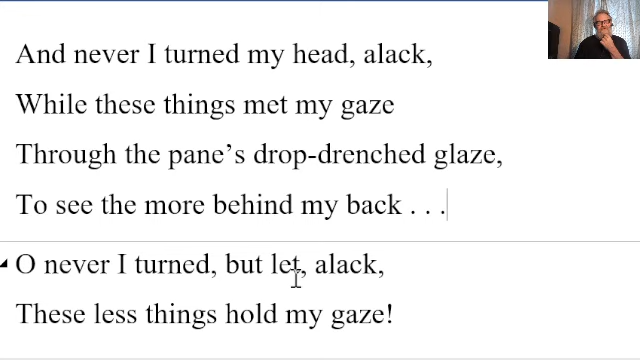 And never I turned my head, alack,
While these things met my gaze
Through the pane’s drop-drenched glaze,
To see the more behind my back . . .
O never I turned, but let, alack,
These less things hold my gaze!